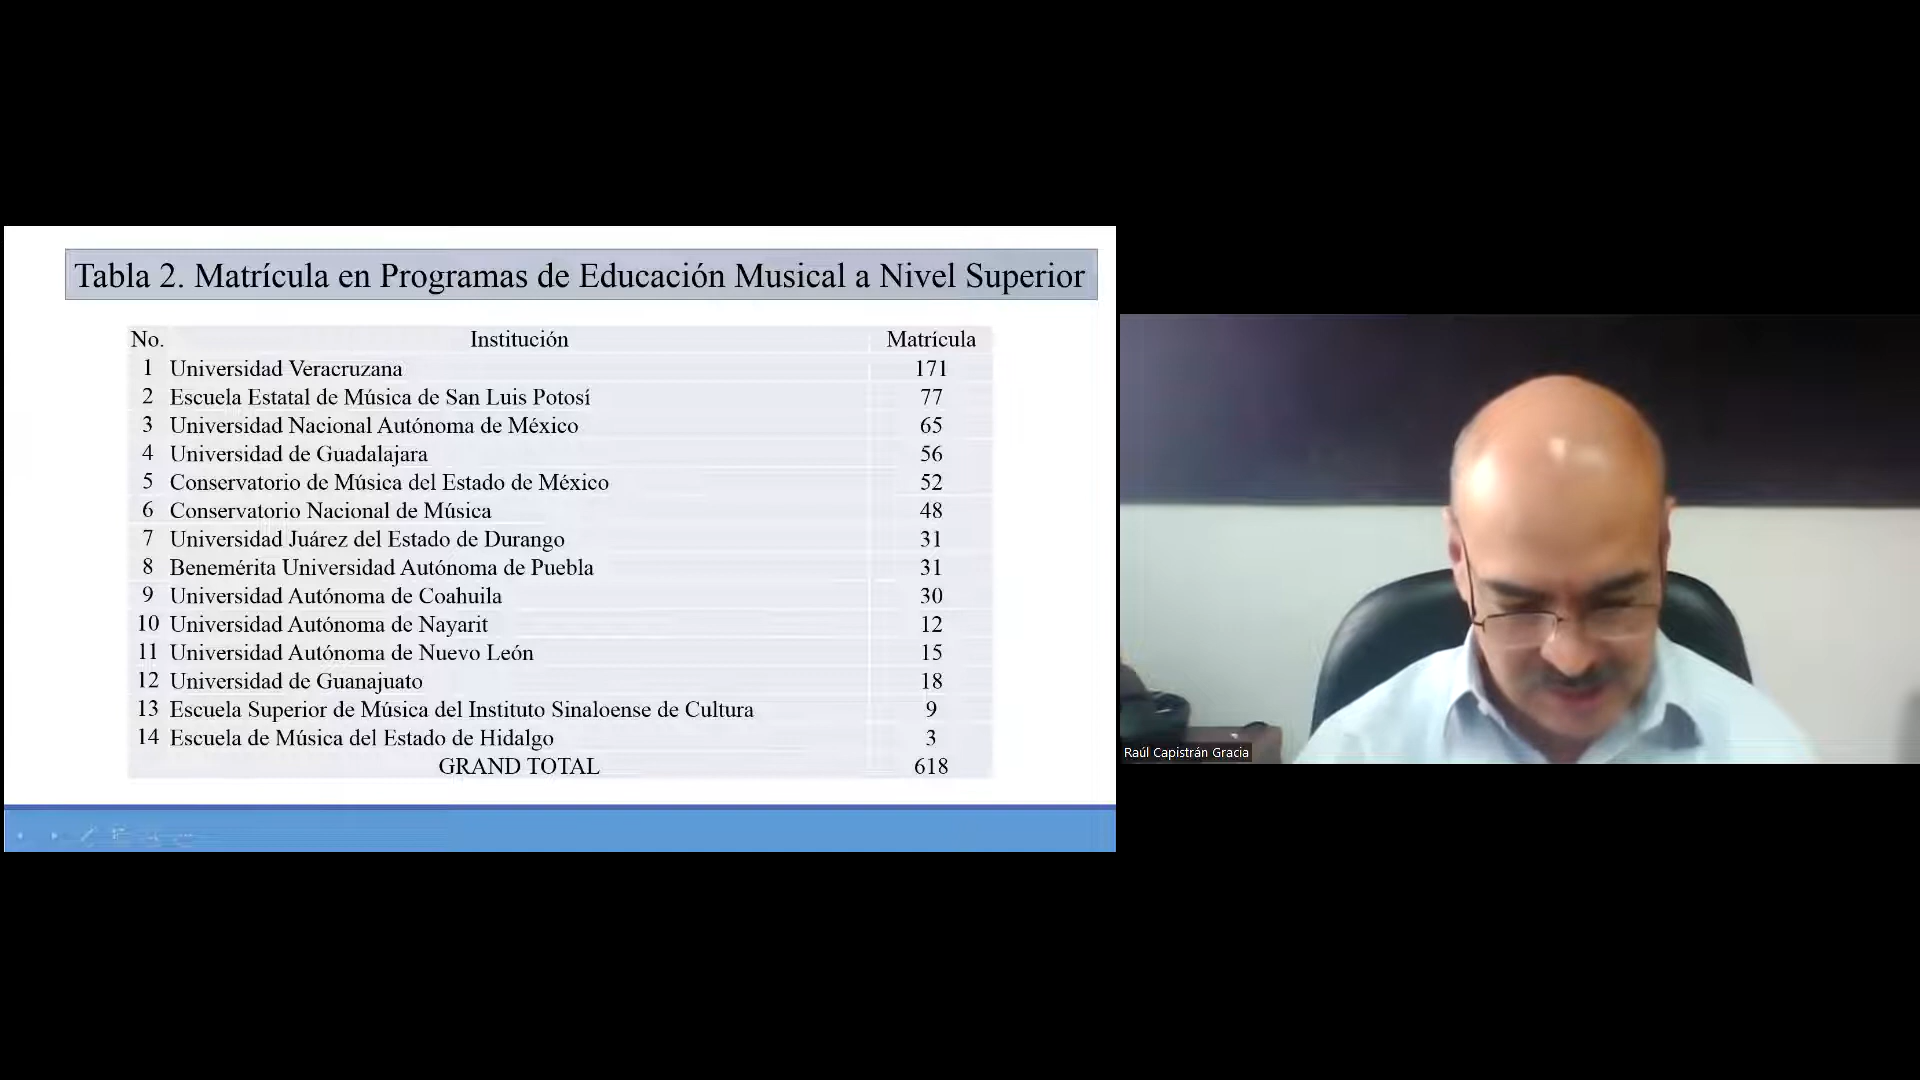 Tabla 2. Matrícula en Programas de Educación Musical a Nivel Superior
No. Institución Matrícula
1 Universidad Veracruzana 171
2 Escuela Estatal de Música de San Luis Potosí 77
3 Universidad Nacional Autónoma de México 65
4 Universidad de Guadalajara 56
5 Conservatorio de Música del Estado de México 52
6 Conservatorio Nacional de Música 48
7 Universidad Juárez del Estado de Durango 31
8 Benemérita Universidad Autónoma de Puebla 31
9 Universidad Autónoma de Coahuila 30
10 Universidad Autónoma de Nayarit 12
11 Universidad Autónoma de Nuevo León 15
12 Universidad de Guanajuato 18
13 Escuela Superior de Música del Instituto Sinaloense de Cultura 9
14 Escuela de Música del Estado de Hidalgo 3
GRAND TOTAL 618
Raúl Capistrán Gracia